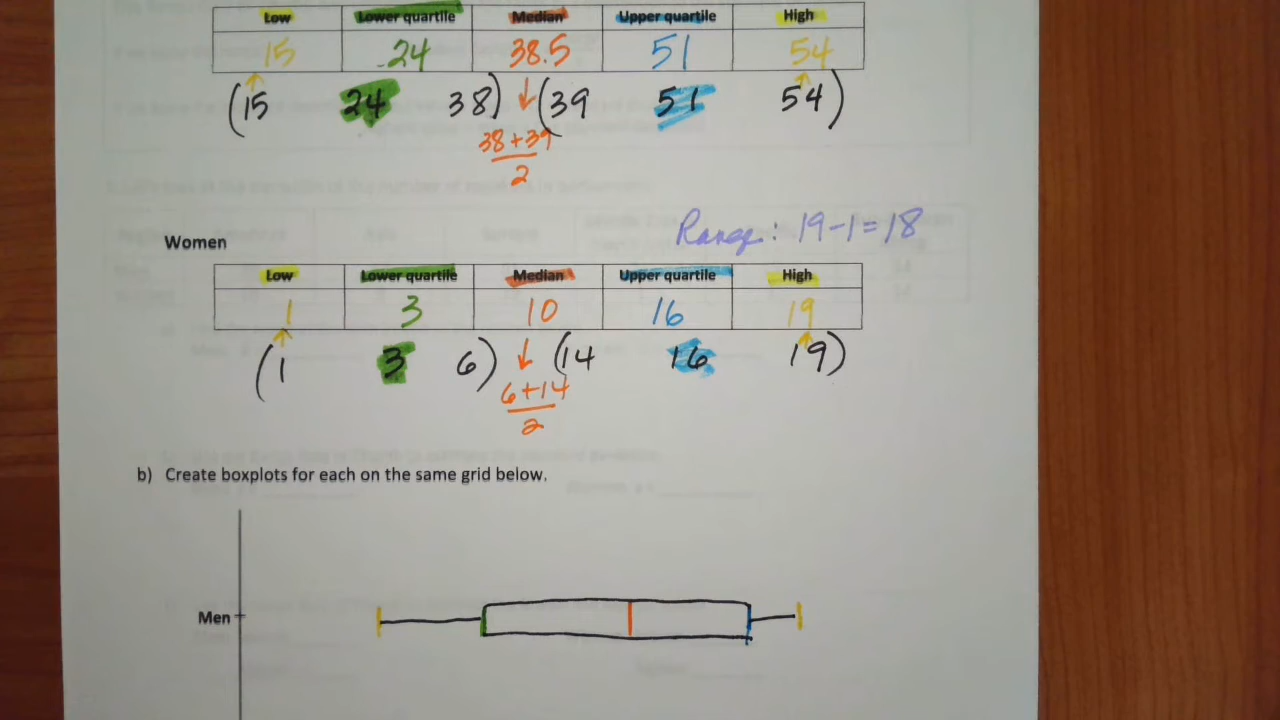 Low Lower quartile Median Upper quartile High
15 24 38.5 51 54
(15 24 38) (39 51 54)
38+39
2
Range: 19-1=18
Women
Low Lower quartile Median Upper quartile High
1 3 10 16 19
(1 3 6) (14 16 19)
6+14
2
b) Create boxplots for each on the same grid below.
Men